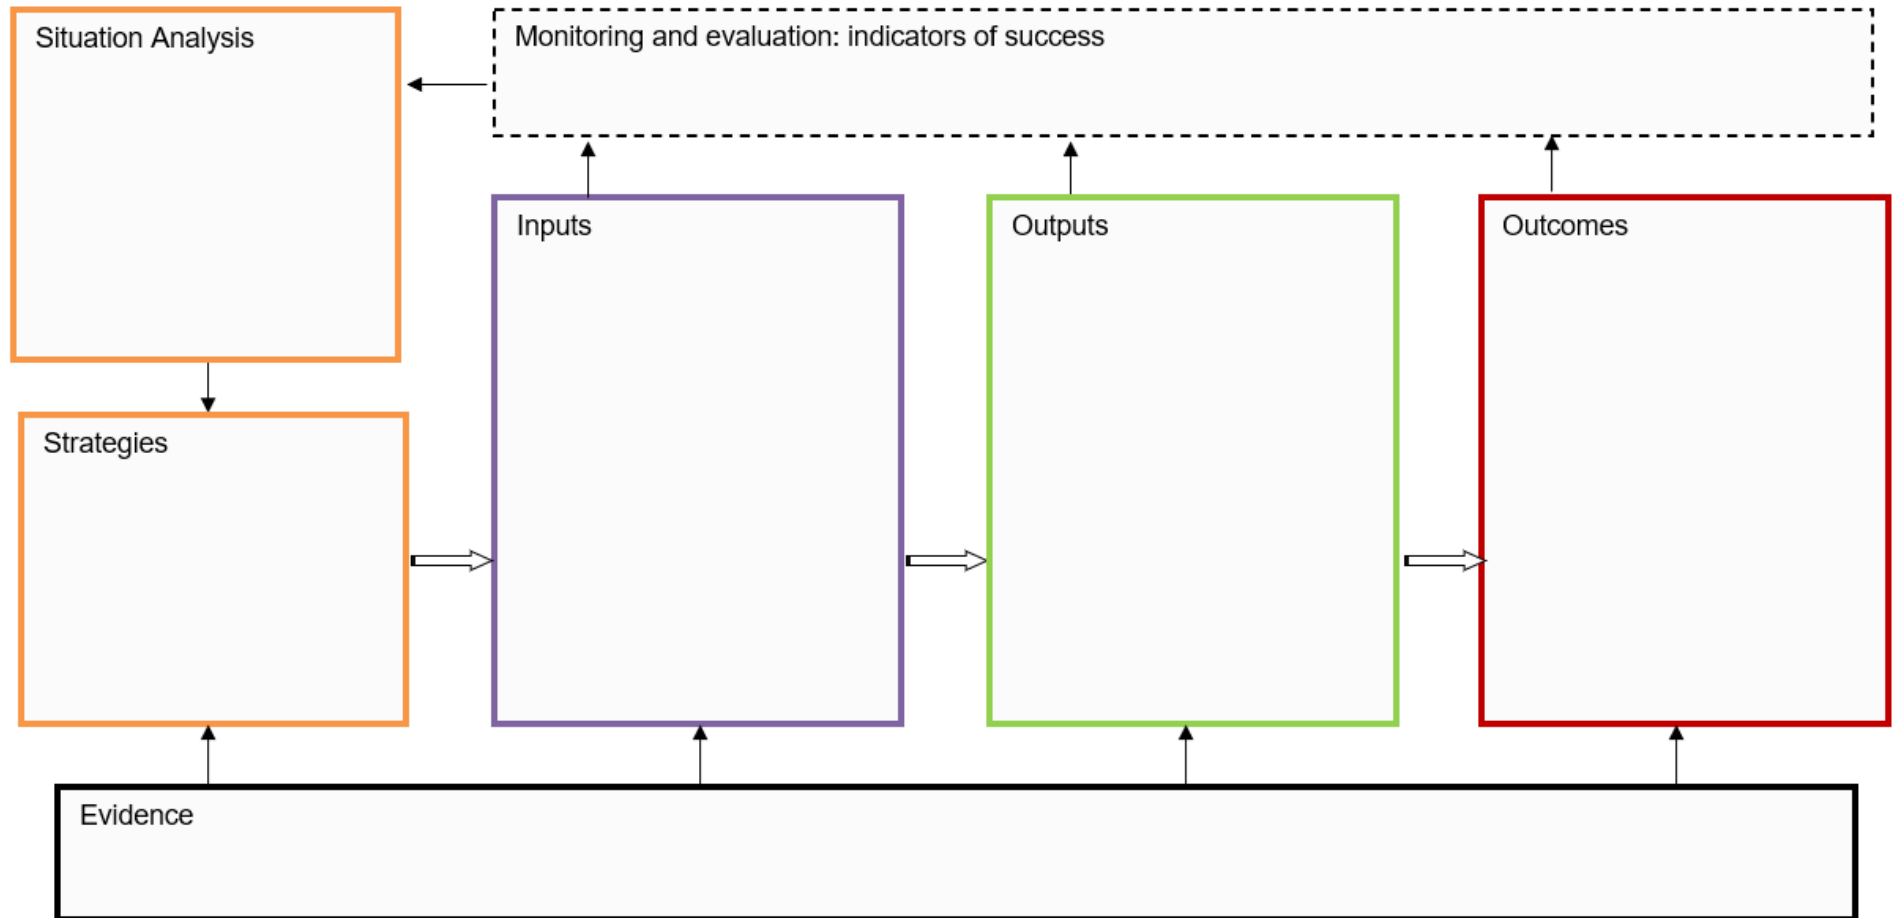 Situation Analysis
Monitoring and evaluation: indicators of success
Inputs
Outputs
Outcomes
Strategies
Evidence